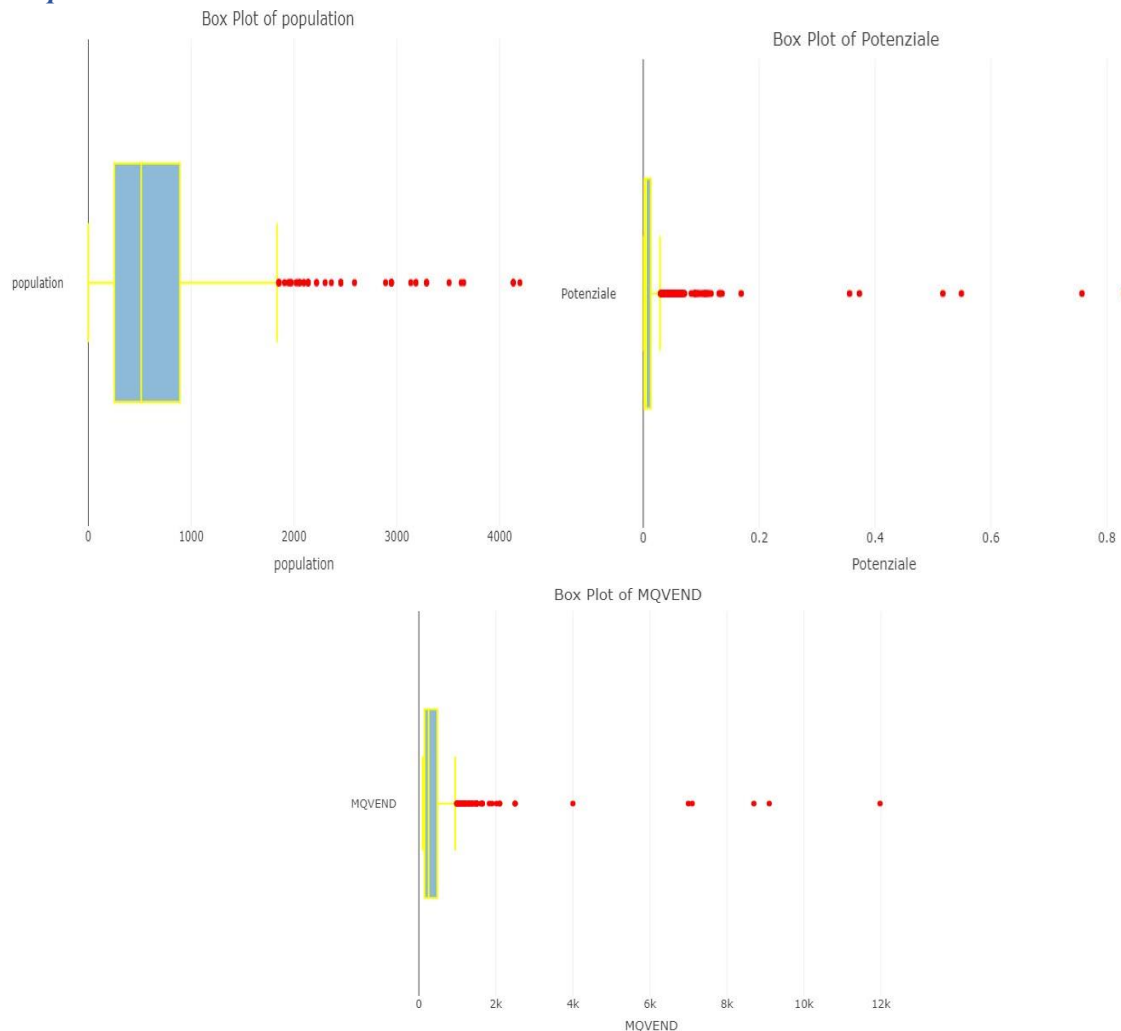 Box Plot of population
population
0 1000 2000 3000 4000
population
Box Plot of Potenziale
Potenziale
0 0.2 0.4 0.6 0.8
Potenziale
Box Plot of MQVEND
MQVEND
0 2k 4k 6k 8k 10k 12k
MQVEND